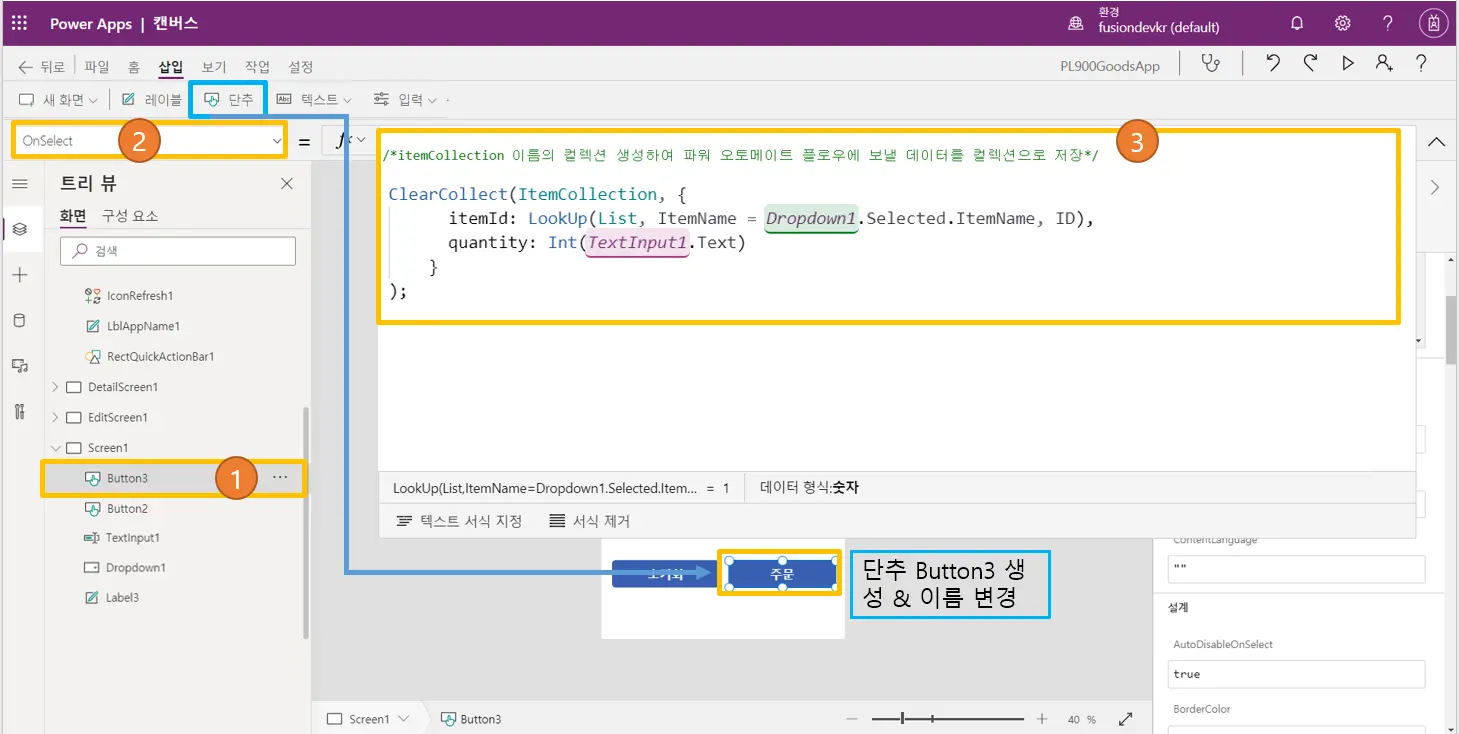 Power Apps | 캔버스
환경
fusiondevkr (default)
뒤로 파일 홈 삽입 보기 작업 설정
PL900GoodsApp
새 화면 레이블 단추 텍스트 입력
OnSelect
2
=
fx
3
트리 뷰
화면 구성 요소
검색
IconRefresh1
LblAppName1
RectQuickActionBar1
DetailScreen1
EditScreen1
Screen1
Button3
1
...
Button2
TextInput1
Dropdown1
Label3
/*itemCollection 이름의 컬렉션 생성하여 파워 오토메이트 플로우에 보낼 데이터를 컬렉션으로 저장*/
ClearCollect(ItemCollection, {
itemId: LookUp(List, ItemName = Dropdown1.Selected.ItemName, ID),
quantity: Int(TextInput1.Text)
}
);
LookUp(List,ItemName=Dropdown1.Selected.Item... = 1 데이터 형식:숫자
텍스트 서식 지정 서식 제거
초기화
주문
단추 Button3 생
성 & 이름 변경
ContentLanguage
""
설계
AutoDisableOnSelect
true
BorderColor
Screen1 Button3
40 %